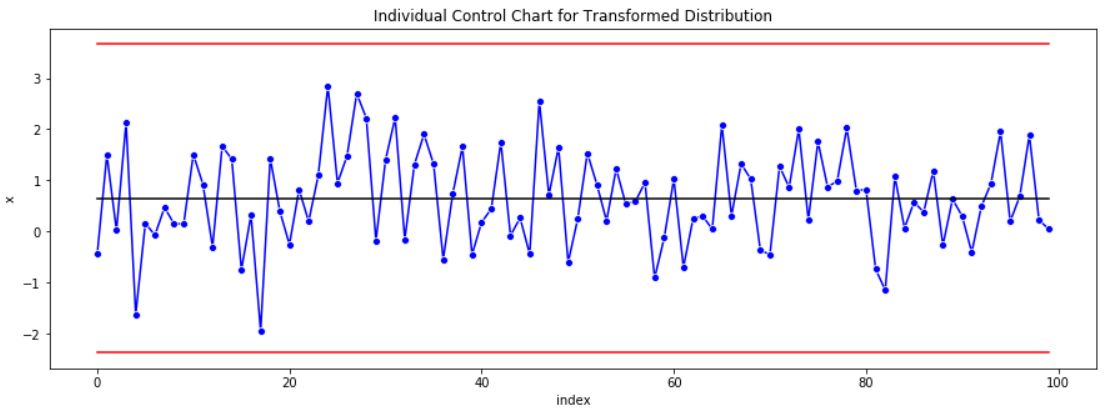 Individual Control Chart for Transformed Distribution
3
2
1
0
−1
−2
x
0 20 40 60 80 100
index